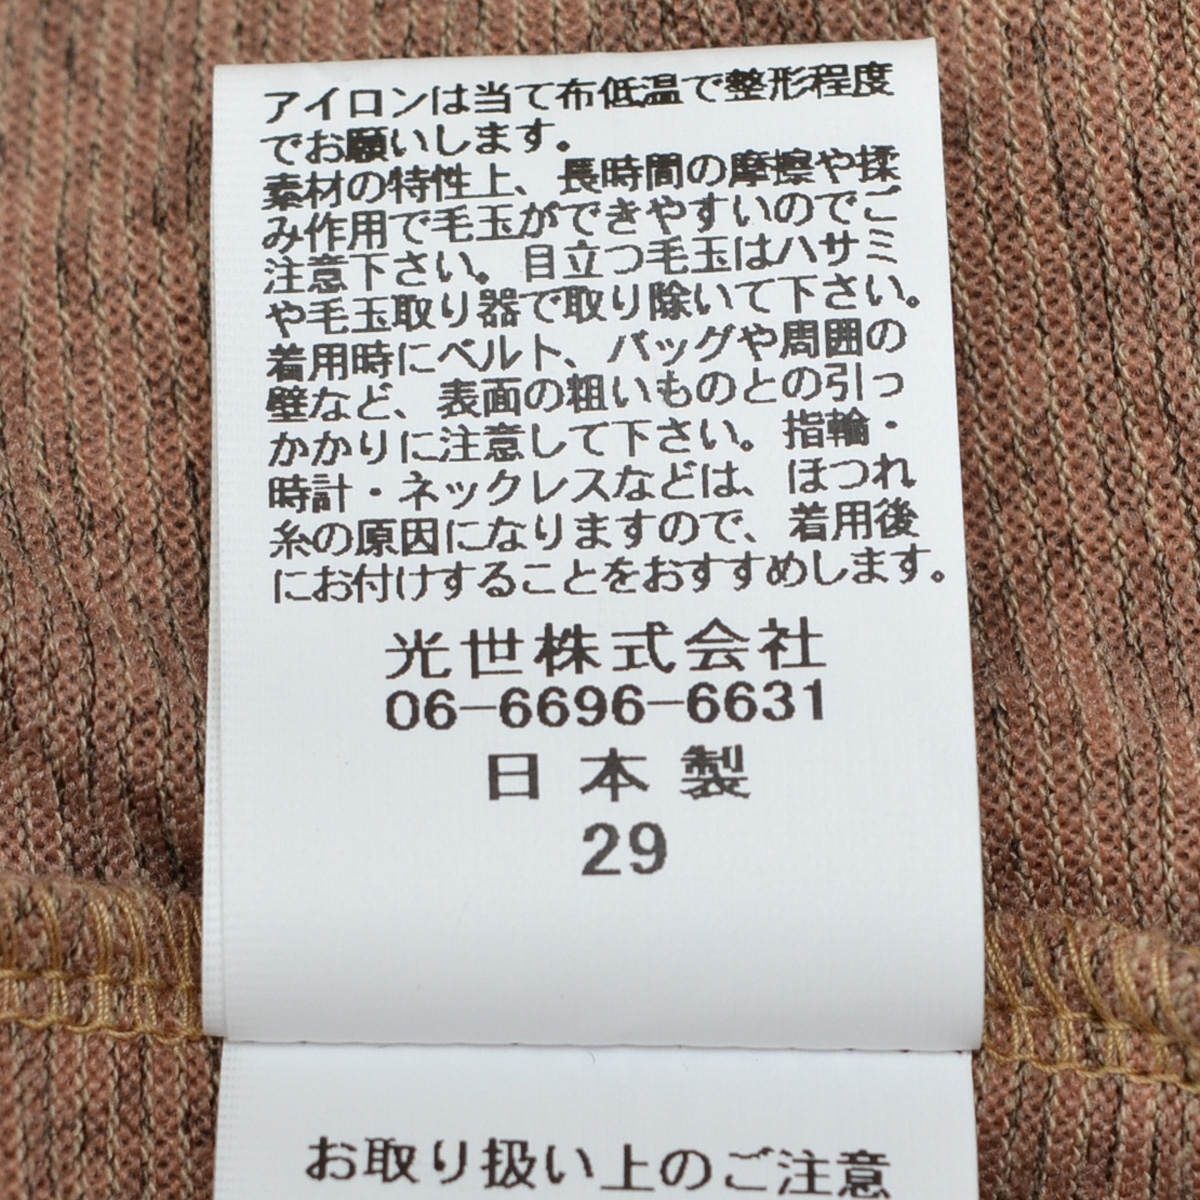 アイロンは当て布低温で整形程度
でお願いします。
素材の特性上、長時間の摩擦や揉
み作用で毛玉ができやすいのでご
注意下さい。目立つ毛玉はハサミ
や毛玉取り器で取り除いて下さい。
着用時にベルト、バッグや周囲の
壁など、表面の粗いものとの引っ
かかりに注意して下さい。指輪・
時計・ネックレスなどは、ほつれ
糸の原因になりますので、着用後
にお付けすることをおすすめします。
光世株式会社
06-6696-6631
日本製
29
お取り扱い上のご注意